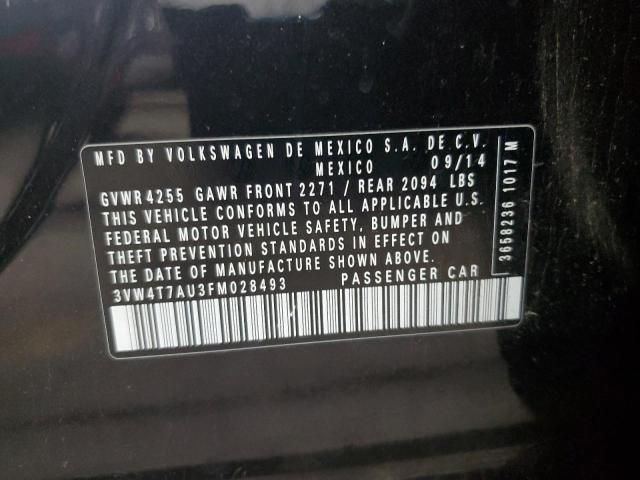 MFD BY VOLKSWAGEN DE MEXICO S.A. DE C.V.
MEXICO 09/14
GVWR 4255 GAWR FRONT 2271 / REAR 2094 LBS
THIS VEHICLE CONFORMS TO ALL APPLICABLE U.S.
FEDERAL MOTOR VEHICLE SAFETY, BUMPER AND
THEFT PREVENTION STANDARDS IN EFFECT ON
THE DATE OF MANUFACTURE SHOWN ABOVE.
3VW4T7AU3FM028493 PASSENGER CAR
3658236 1017 M